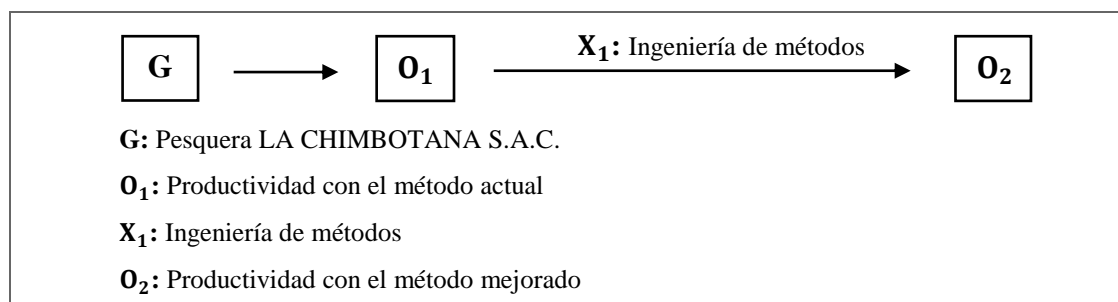 X₁: Ingeniería de métodos
G O₁ O₂
G: Pesquera LA CHIMBOTANA S.A.C.
O₁: Productividad con el método actual
X₁: Ingeniería de métodos
O₂: Productividad con el método mejorado